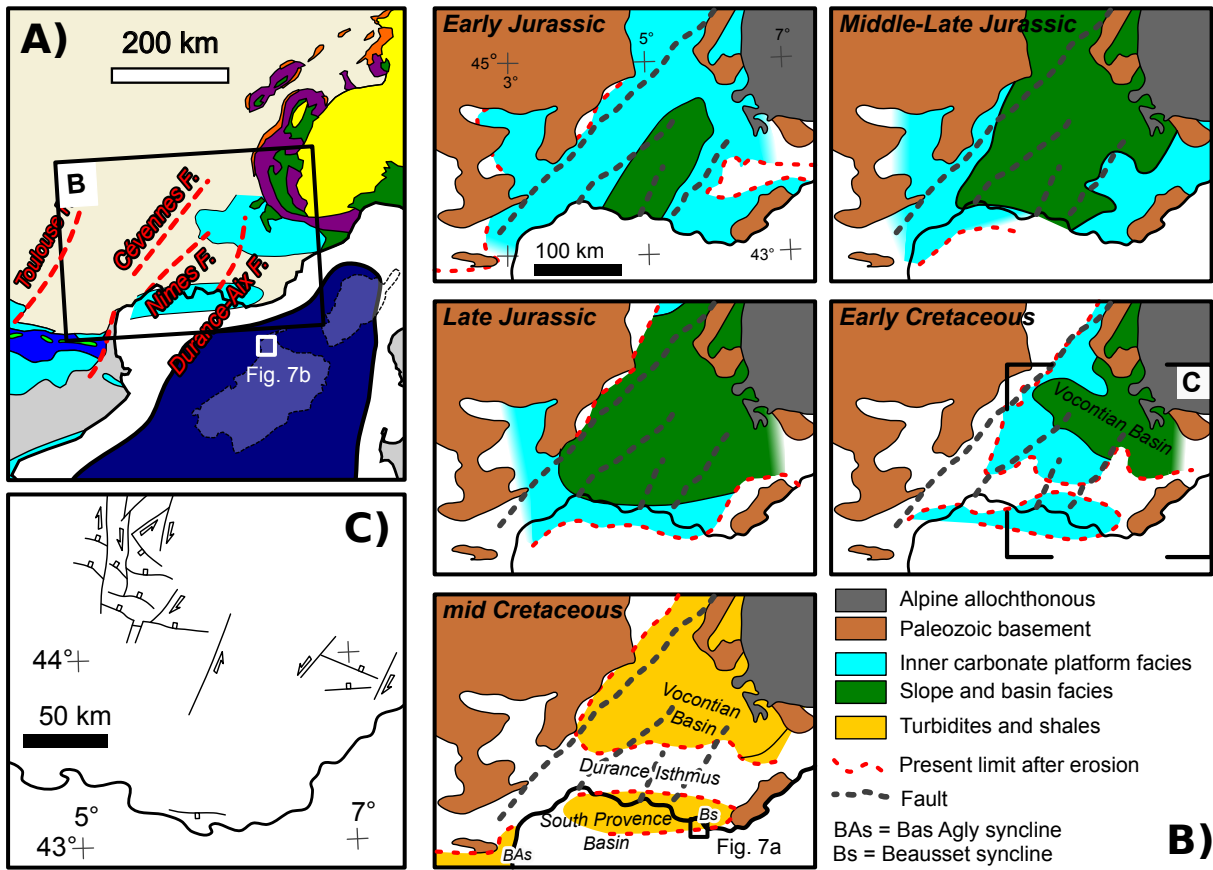 A)
200 km
B
Toulouse
Cévennes F.
Nimes F.
Durance-Aix F.
Fig. 7b
C)
44°
50 km
5°
7°
43°
Early Jurassic
45°
3°
5°
7°
100 km
43°
Middle-Late Jurassic
Late Jurassic
Early Cretaceous
C
Vocontian Basin
mid Cretaceous
Vocontian
Basin
Durance Isthmus
South Provence
Basin
Bs
BAs
Fig. 7a
Alpine allochthonous
Paleozoic basement
Inner carbonate platform facies
Slope and basin facies
Turbidites and shales
Present limit after erosion
Fault
BAs = Bas Agly syncline
Bs = Beausset syncline
B)